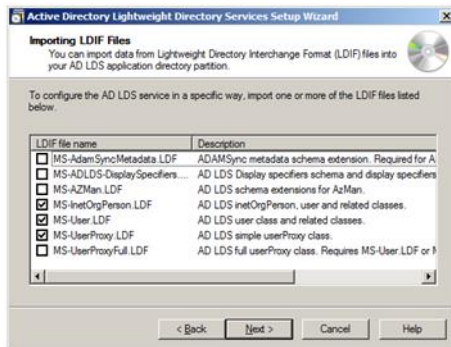 Active Directory Lightweight Directory Services Setup Wizard
Importing LDIF Files
You can import data from Lightweight Directory Interchange Format (LDIF) files into
your AD LDS application directory partition.
To configure the AD LDS service in a specific way, import one or more of the LDIF files listed
below.
LDIF file name Description
MS-AdamSyncMetadata.LDF ADAMSync metadata schema extension. Required for A
MS-ADLDS-DisplaySpecifiers.... AD LDS Display specifiers schema and display specifiers
MS-AZMan.LDF AD LDS schema extensions for AzMan.
MS-InetOrgPerson.LDF AD LDS inetOrgPerson, user and related classes.
MS-User.LDF AD LDS user class and related classes.
MS-UserProxy.LDF AD LDS simple userProxy class.
MS-UserProxyFull.LDF AD LDS full userProxy class. Requires MS-User.LDF or M
< Back Next > Cancel Help